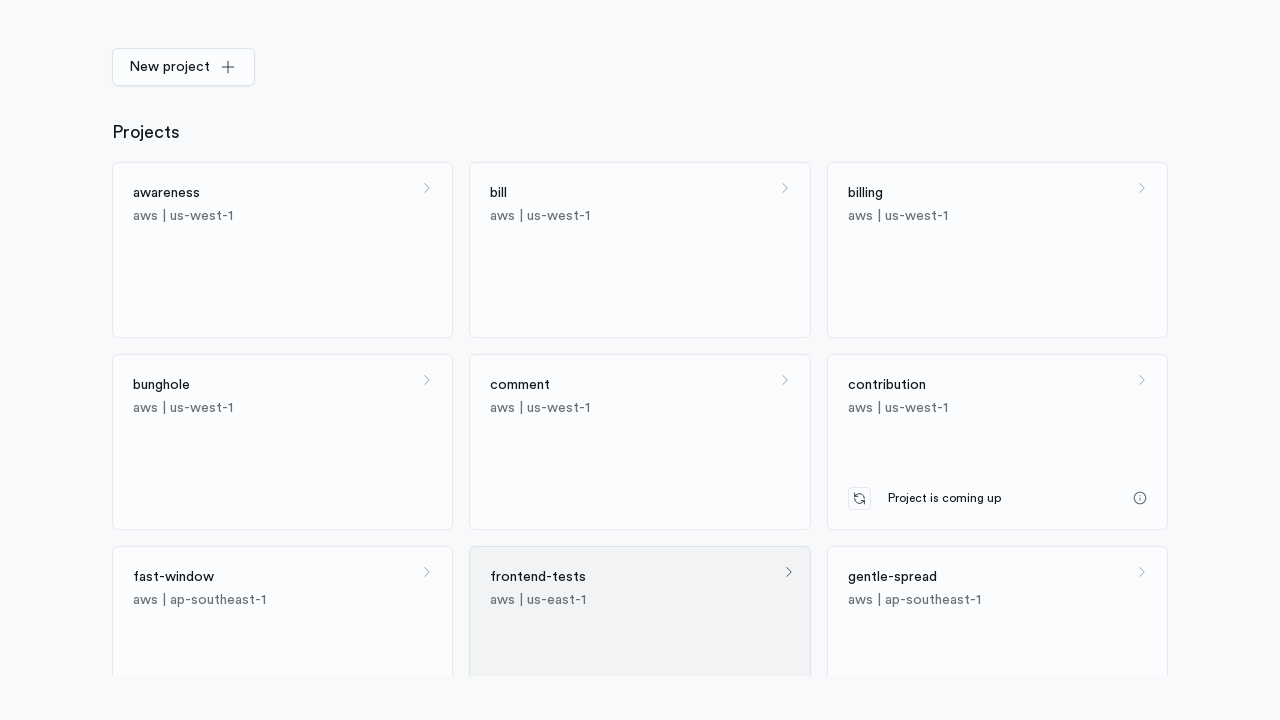 New project
Projects
awareness
aws | us-west-1
bill
aws | us-west-1
billing
aws | us-west-1
bunghole
aws | us-west-1
comment
aws | us-west-1
contribution
aws | us-west-1
Project is coming up
fast-window
aws | ap-southeast-1
frontend-tests
aws | us-east-1
gentle-spread
aws | ap-southeast-1